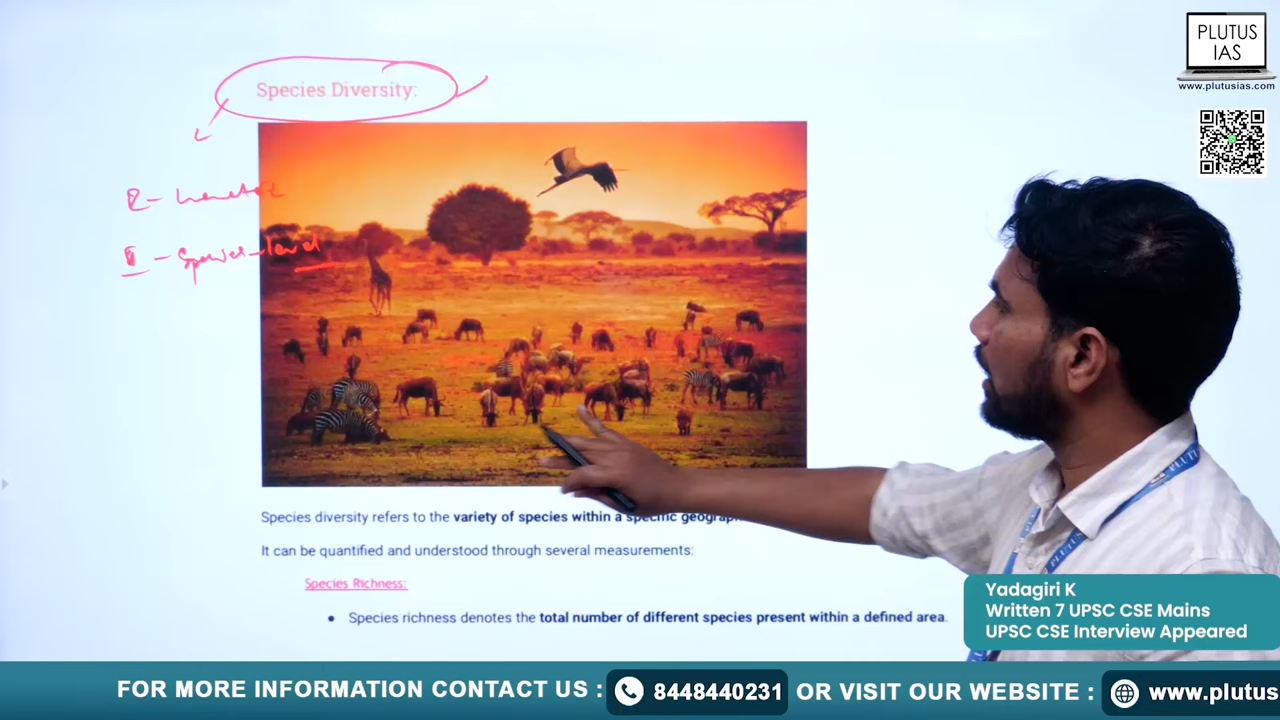 PLUTUS
IAS
www.plutusias.com
Species Diversity:
II - Species-level
Species diversity refers to the variety of species within a specific
It can be quantified and understood through several measurements:
Species Richness:
• Species richness denotes the total number of different species present within a defined area.
Yadagiri K
Written 7 UPSC CSE Mains
UPSC CSE Interview Appeared
FOR MORE INFORMATION CONTACT US : 8448440231 OR VISIT OUR WEBSITE : www.plutus